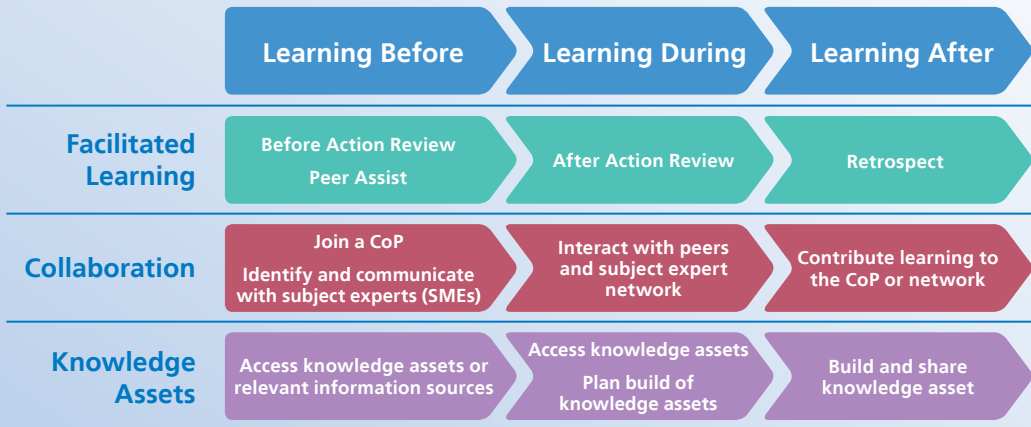 Learning Before
Learning During
Learning After
Facilitated
Learning
Before Action Review
Peer Assist
After Action Review
Retrospect
Collaboration
Join a CoP
Identify and communicate
with subject experts (SMEs)
Interact with peers
and subject expert
network
Contribute learning to
the CoP or network
Knowledge
Assets
Access knowledge assets or
relevant information sources
Access knowledge assets
Plan build of
knowledge assets
Build and share
knowledge asset